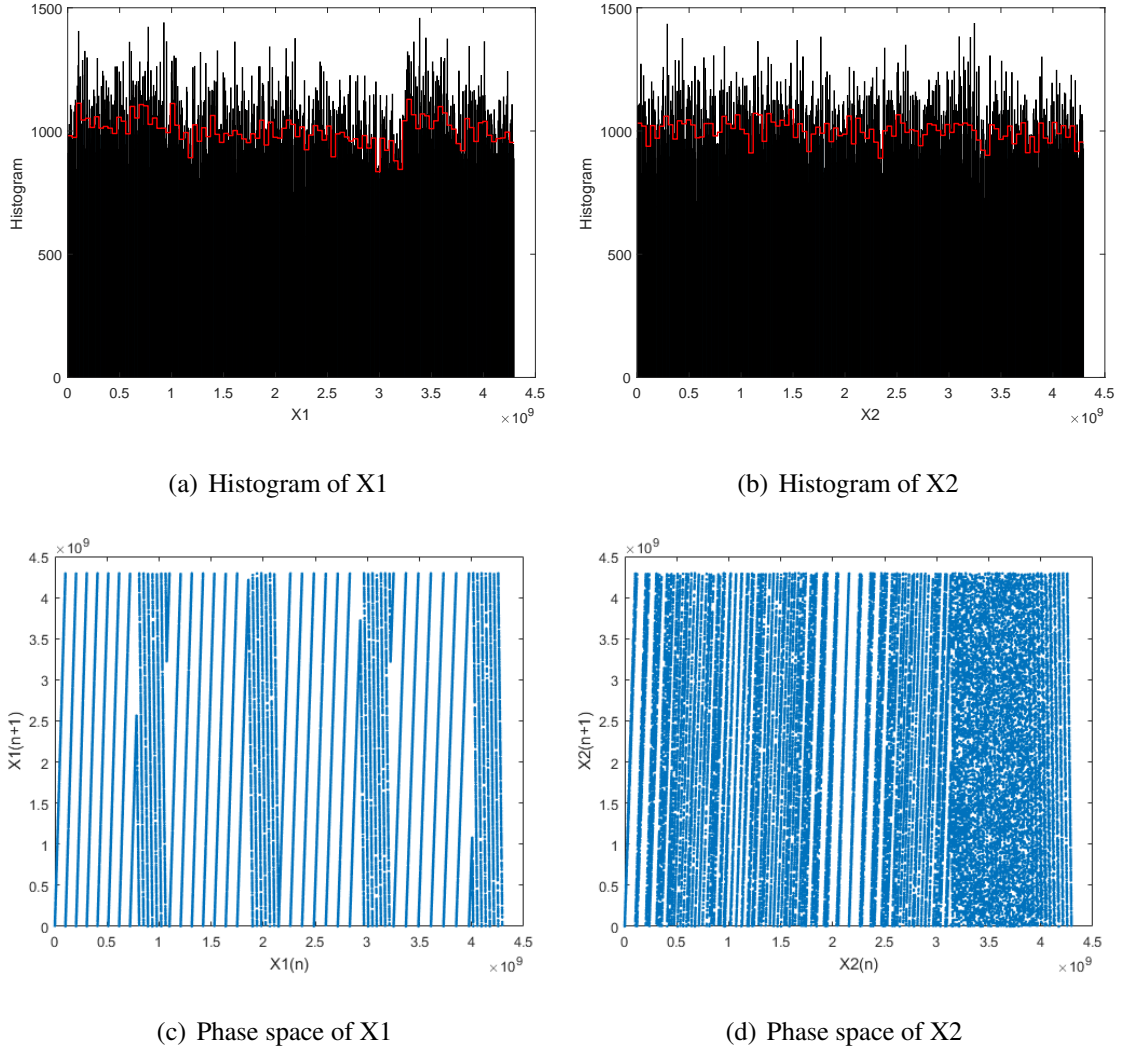 1500
1000
500
0
Histogram
0 0.5 1 1.5 2 2.5 3 3.5 4 4.5
X1
×10^9
1500
1000
500
0
Histogram
0 0.5 1 1.5 2 2.5 3 3.5 4 4.5
X2
×10^9
(a) Histogram of X1
(b) Histogram of X2
×10^9
4.5
4
3.5
3
2.5
2
1.5
1
0.5
0
X1(n+1)
0 0.5 1 1.5 2 2.5 3 3.5 4 4.5
X1(n)
×10^9
×10^9
4.5
4
3.5
3
2.5
2
1.5
1
0.5
0
X2(n+1)
0 0.5 1 1.5 2 2.5 3 3.5 4 4.5
X2(n)
×10^9
(c) Phase space of X1
(d) Phase space of X2